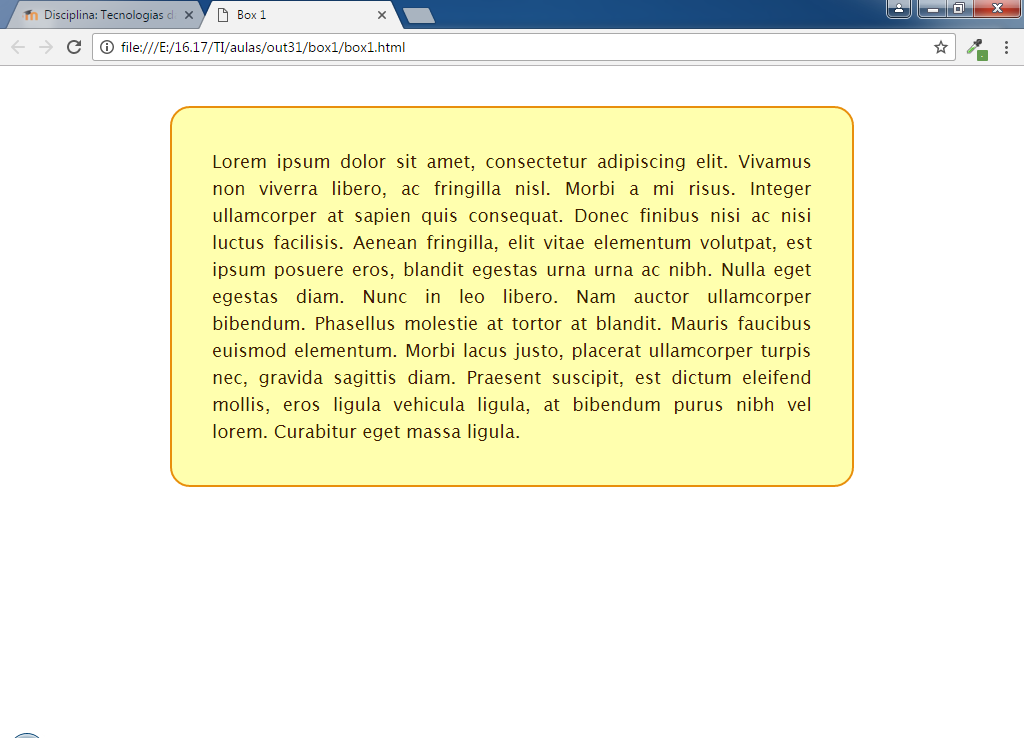 Disciplina: Tecnologias d
Box 1
file:///E:/16.17/TI/aulas/out31/box1/box1.html
Lorem ipsum dolor sit amet, consectetur adipiscing elit. Vivamus
non viverra libero, ac fringilla nisl. Morbi a mi risus. Integer
ullamcorper at sapien quis consequat. Donec finibus nisi ac nisi
luctus facilisis. Aenean fringilla, elit vitae elementum volutpat, est
ipsum posuere eros, blandit egestas urna urna ac nibh. Nulla eget
egestas diam. Nunc in leo libero. Nam auctor ullamcorper
bibendum. Phasellus molestie at tortor at blandit. Mauris faucibus
euismod elementum. Morbi lacus justo, placerat ullamcorper turpis
nec, gravida sagittis diam. Praesent suscipit, est dictum eleifend
mollis, eros ligula vehicula ligula, at bibendum purus nibh vel
lorem. Curabitur eget massa ligula.